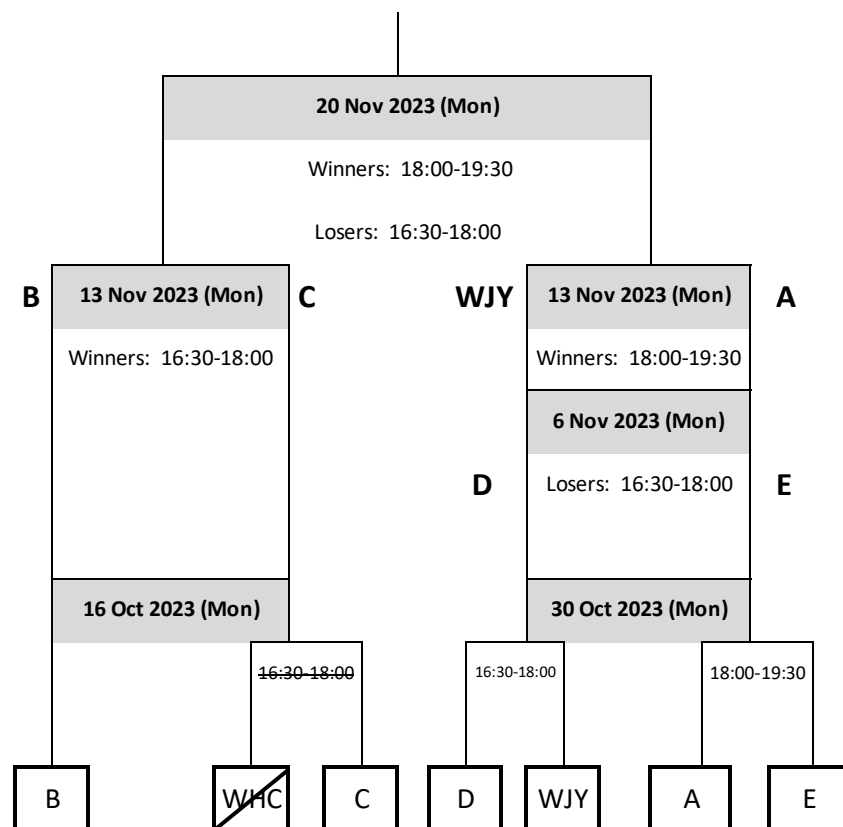 20 Nov 2023 (Mon)
Winners: 18:00-19:30
Losers: 16:30-18:00
B 13 Nov 2023 (Mon) C WJY 13 Nov 2023 (Mon) A
Winners: 16:30-18:00 Winners: 18:00-19:30
6 Nov 2023 (Mon)
D Losers: 16:30-18:00 E
16 Oct 2023 (Mon) 30 Oct 2023 (Mon)
16:30-18:00 16:30-18:00 18:00-19:30
B WHC C D WJY A E